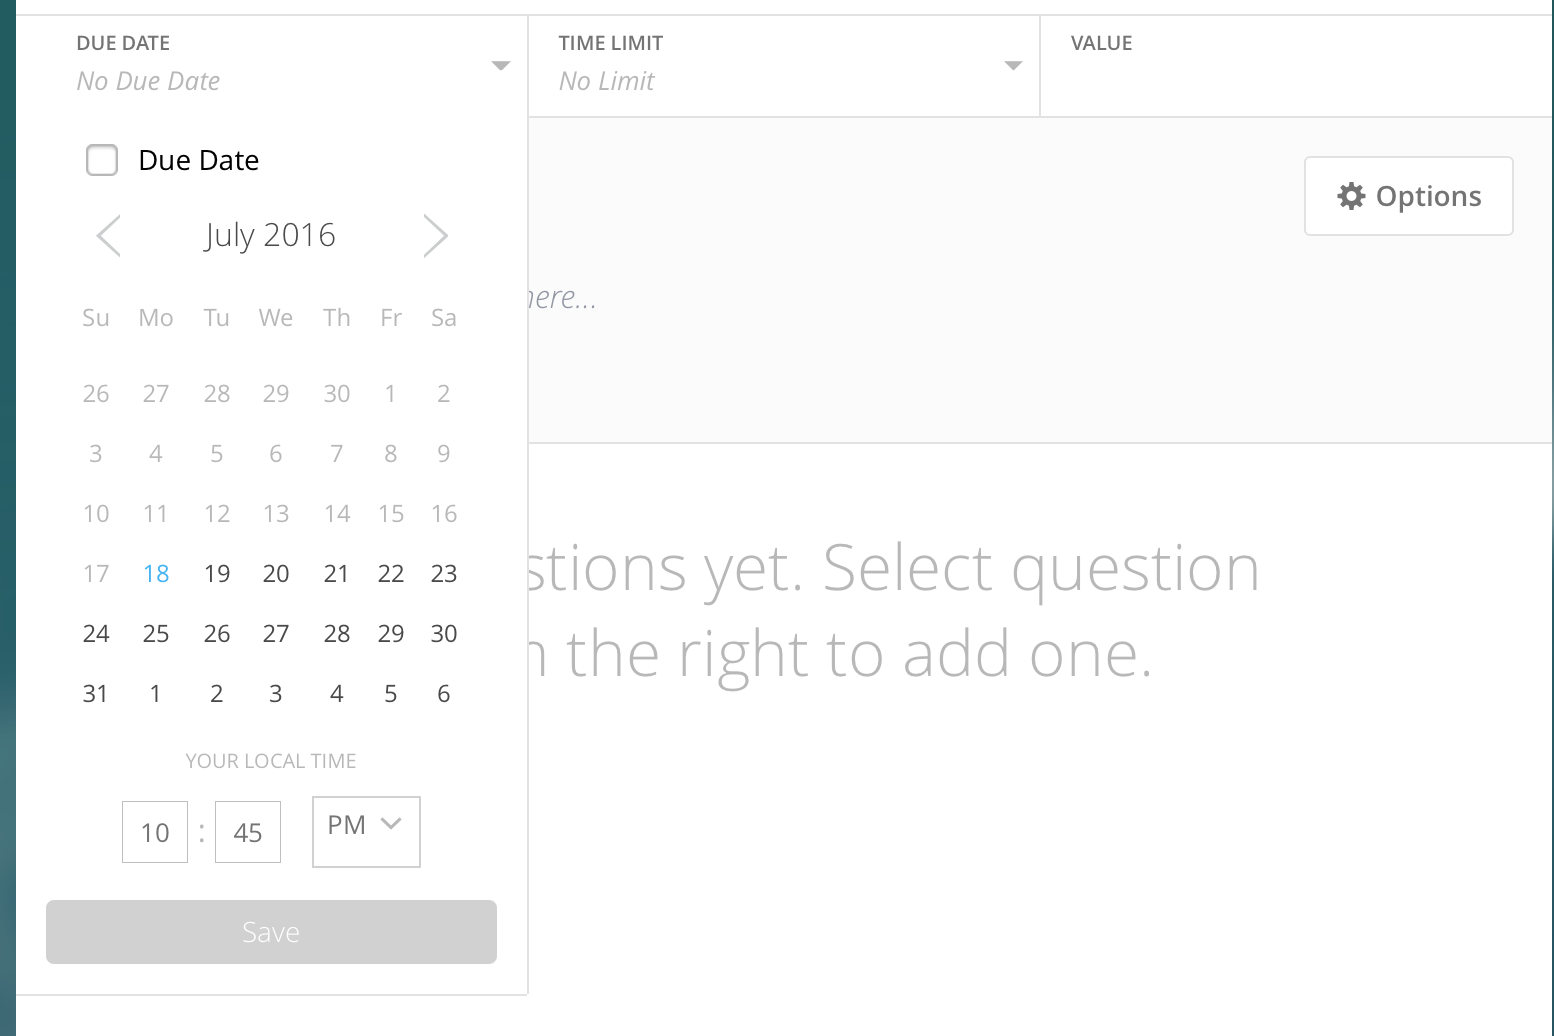 DUE DATE
No Due Date
TIME LIMIT
No Limit
VALUE
Due Date
July 2016
Su Mo Tu We Th Fr Sa
26 27 28 29 30 1 2
3 4 5 6 7 8 9
10 11 12 13 14 15 16
17 18 19 20 21 22 23
24 25 26 27 28 29 30
31 1 2 3 4 5 6
YOUR LOCAL TIME
10 : 45 PM
Save
Options
here...
stions yet. Select question
the right to add one.